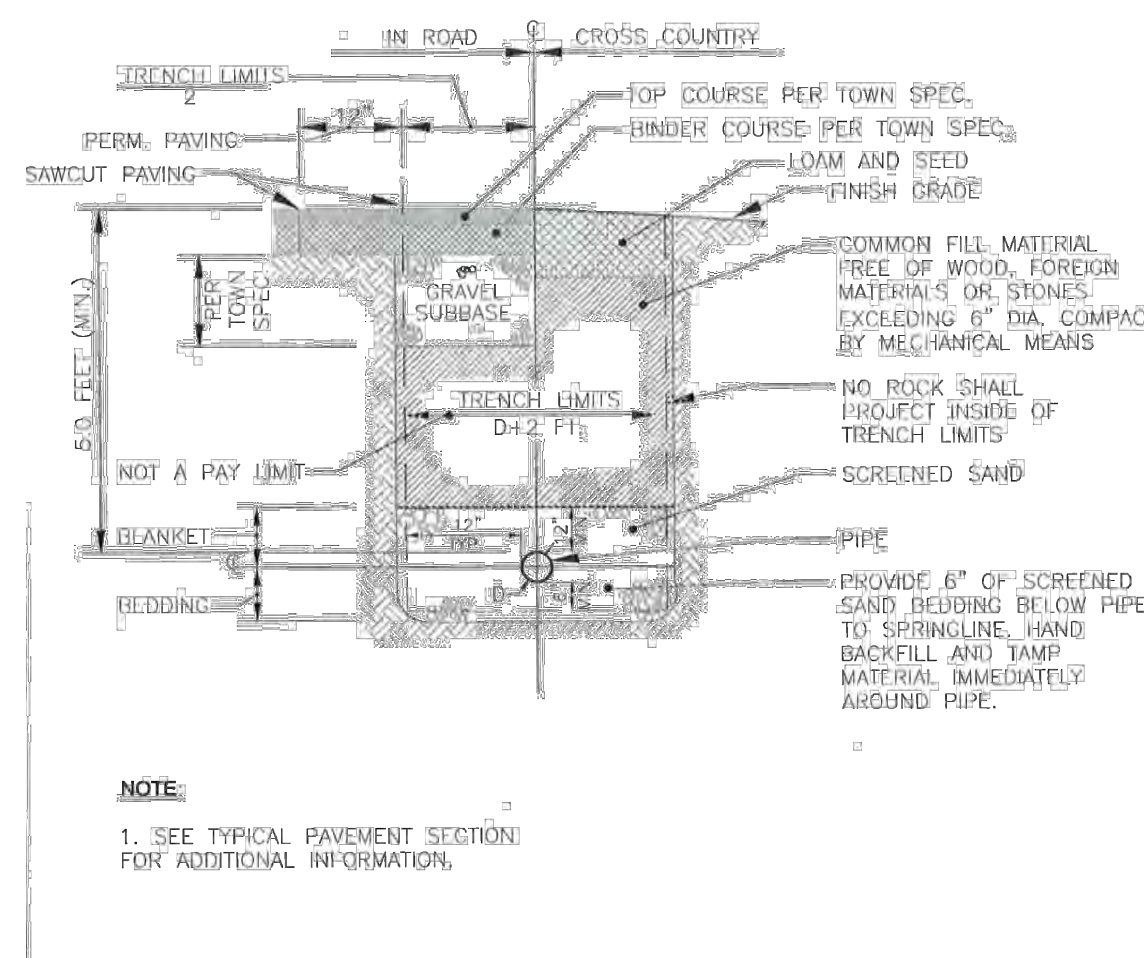 IN ROAD
℄
CROSS COUNTRY
TRENCH LIMITS
2
12"
PERM. PAVING
SAWCUT PAVING
TOP COURSE PER TOWN SPEC.
BINDER COURSE PER TOWN SPEC.
LOAM AND SEED
FINISH GRADE
COMMON FILL MATERIAL
FREE OF WOOD, FOREIGN
MATERIALS OR STONES
EXCEEDING 6" DIA. COMPAC
BY MECHANICAL MEANS
PER
TOWN
SPEC
GRAVEL
SUBBASE
FEET (MIN.)
TRENCH LIMITS
D+2 FT.
NO ROCK SHALL
PROJECT INSIDE OF
TRENCH LIMITS
NOT A PAY LIMIT
SCREENED SAND
BLANKET
12"
TYP.
12"
MIN.
PIPE
℄
BEDDING
D
6"
MIN.
PROVIDE 6" OF SCREENED
SAND BEDDING BELOW PIPE
TO SPRINGLINE. HAND
BACKFILL AND TAMP
MATERIAL IMMEDIATELY
AROUND PIPE.
NOTE:
1. SEE TYPICAL PAVEMENT SECTION
FOR ADDITIONAL INFORMATION.